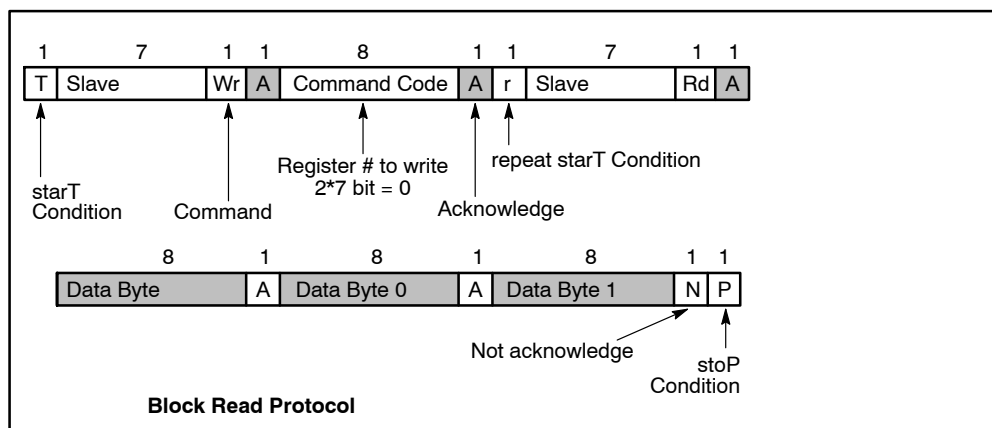 1 7 1 1 8 1 1 7 1 1
T Slave Wr A Command Code A r Slave Rd A
Register # to write
2*7 bit = 0
repeat starT Condition
starT
Condition
Command
Acknowledge
8 1 8 1 8 1 1
Data Byte A Data Byte 0 A Data Byte 1 N P
Not acknowledge
stoP
Condition
Block Read Protocol